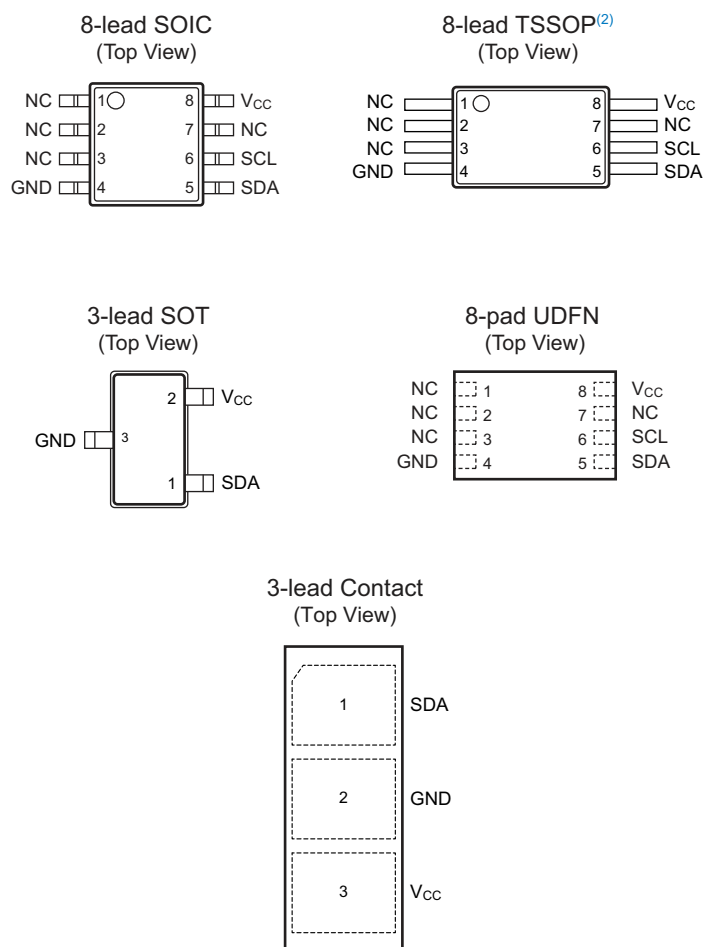 8-lead SOIC
(Top View)
NC 1 8 VCC
NC 2 7 NC
NC 3 6 SCL
GND 4 5 SDA
8-lead TSSOP(2)
(Top View)
NC 1 8 VCC
NC 2 7 NC
NC 3 6 SCL
GND 4 5 SDA
3-lead SOT
(Top View)
2 VCC
GND 3
1 SDA
8-pad UDFN
(Top View)
NC 1 8 VCC
NC 2 7 NC
NC 3 6 SCL
GND 4 5 SDA
3-lead Contact
(Top View)
1 SDA
2 GND
3 VCC